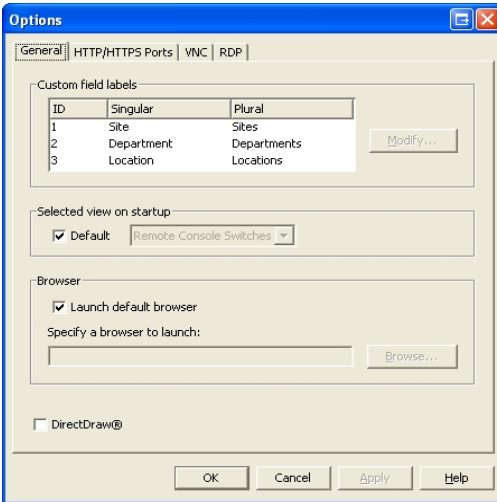 Options
General HTTP/HTTPS Ports VNC RDP
Custom field labels
ID Singular Plural
1 Site Sites
2 Department Departments
3 Location Locations
Modify...
Selected view on startup
Default Remote Console Switches
Browser
Launch default browser
Specify a browser to launch:
Browse...
DirectDraw®
OK Cancel Apply Help